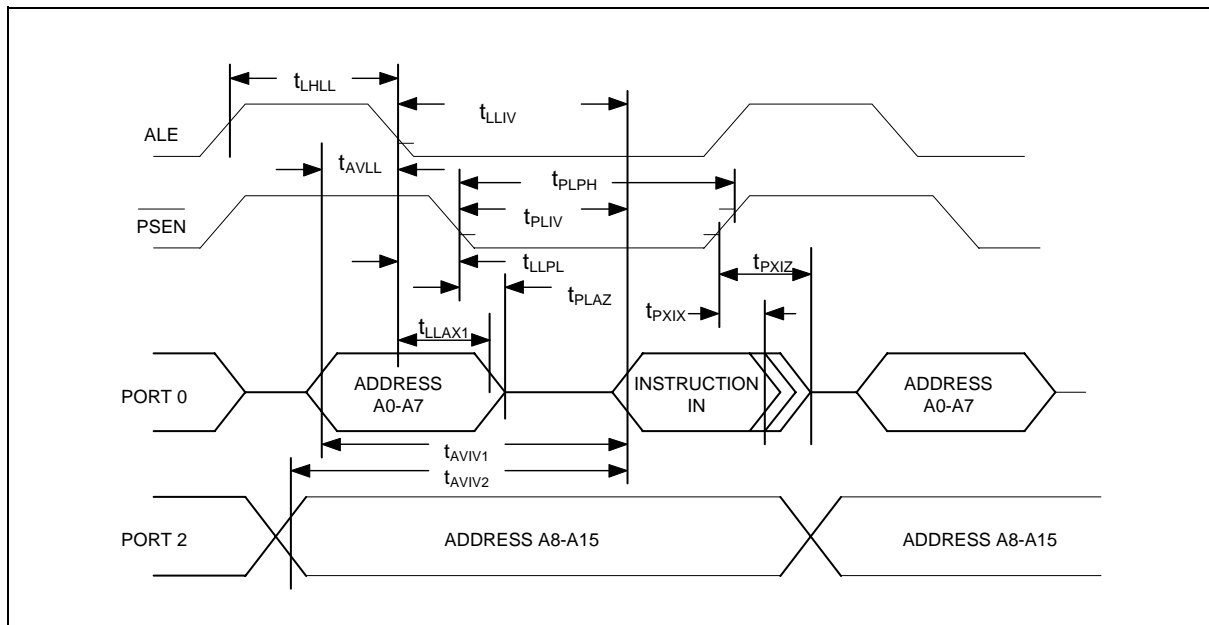 tLHLL
tLLIV
ALE
tAVLL
tPLPH
PSEN
tPLIV
tLLPL
tPXIZ
tPLAZ
tPXIX
tLLAX1
PORT 0
ADDRESS
A0-A7
INSTRUCTION
IN
ADDRESS
A0-A7
tAVIV1
tAVIV2
PORT 2
ADDRESS A8-A15
ADDRESS A8-A15